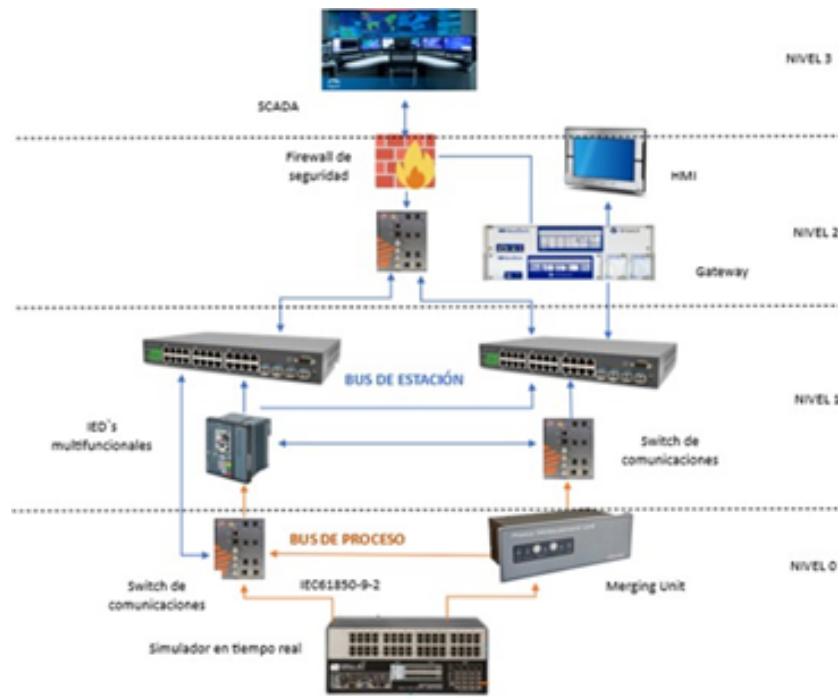 NIVEL 3
SCADA
Firewall de
seguridad
HMI
NIVEL 2
Gateway
BUS DE ESTACIÓN
NIVEL 1
IED`s
multifuncionales
Switch de
comunicaciones
BUS DE PROCESO
NIVEL 0
IEC61850-9-2
Merging Unit
Switch de
comunicaciones
Simulador en tiempo real